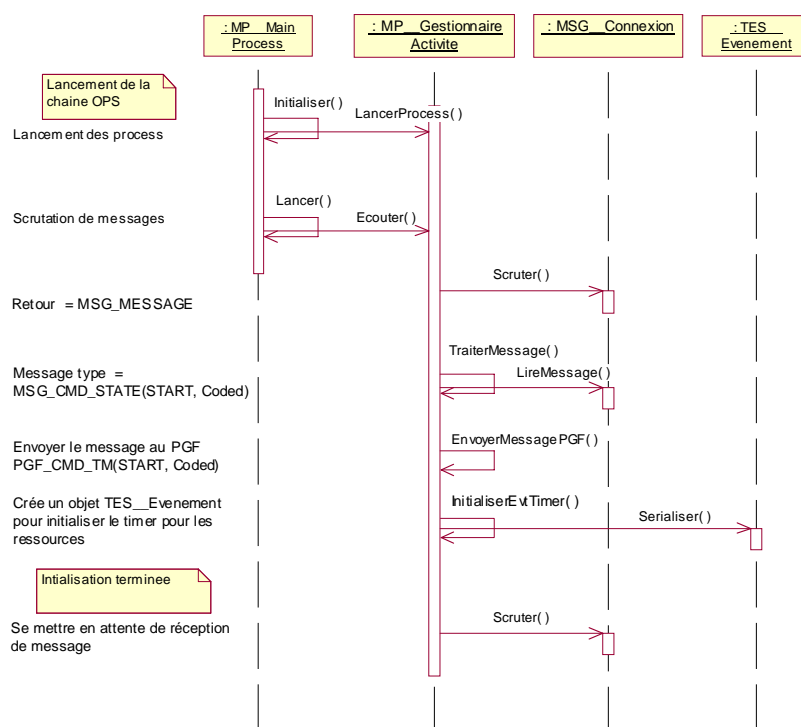 : MP__Main
Process
: MP__Gestionnaire
Activite
: MSG__Connexion
: TES__
Evenement
Lancement de la
chaine OPS
Initialiser( )
LancerProcess( )
Lancement des process
Lancer( )
Scrutation de messages
Ecouter( )
Scruter( )
Retour = MSG_MESSAGE
TraiterMessage( )
Message type =
MSG_CMD_STATE(START, Coded)
LireMessage( )
Envoyer le message au PGF
PGF_CMD_TM(START, Coded)
EnvoyerMessagePGF( )
Crée un objet TES__Evenement
pour initialiser le timer pour les
ressources
InitialiserEvtTimer( )
Serialiser( )
Intialisation terminee
Se mettre en attente de réception
de message
Scruter( )